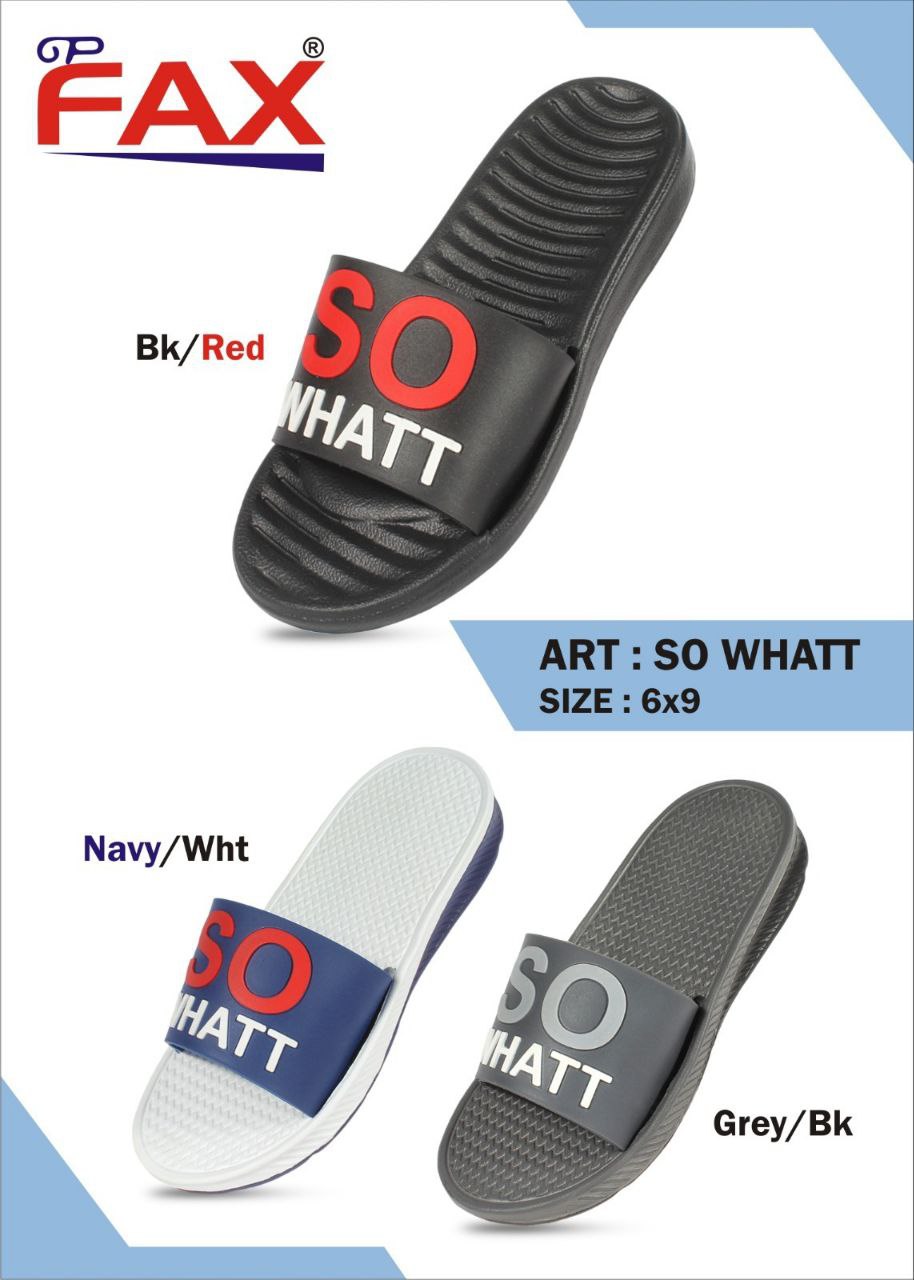 P
FAX®
SO
WHATT
Bk/Red
ART : SO WHATT
SIZE : 6x9
Navy/Wht
SO
WHATT
SO
WHATT
Grey/Bk